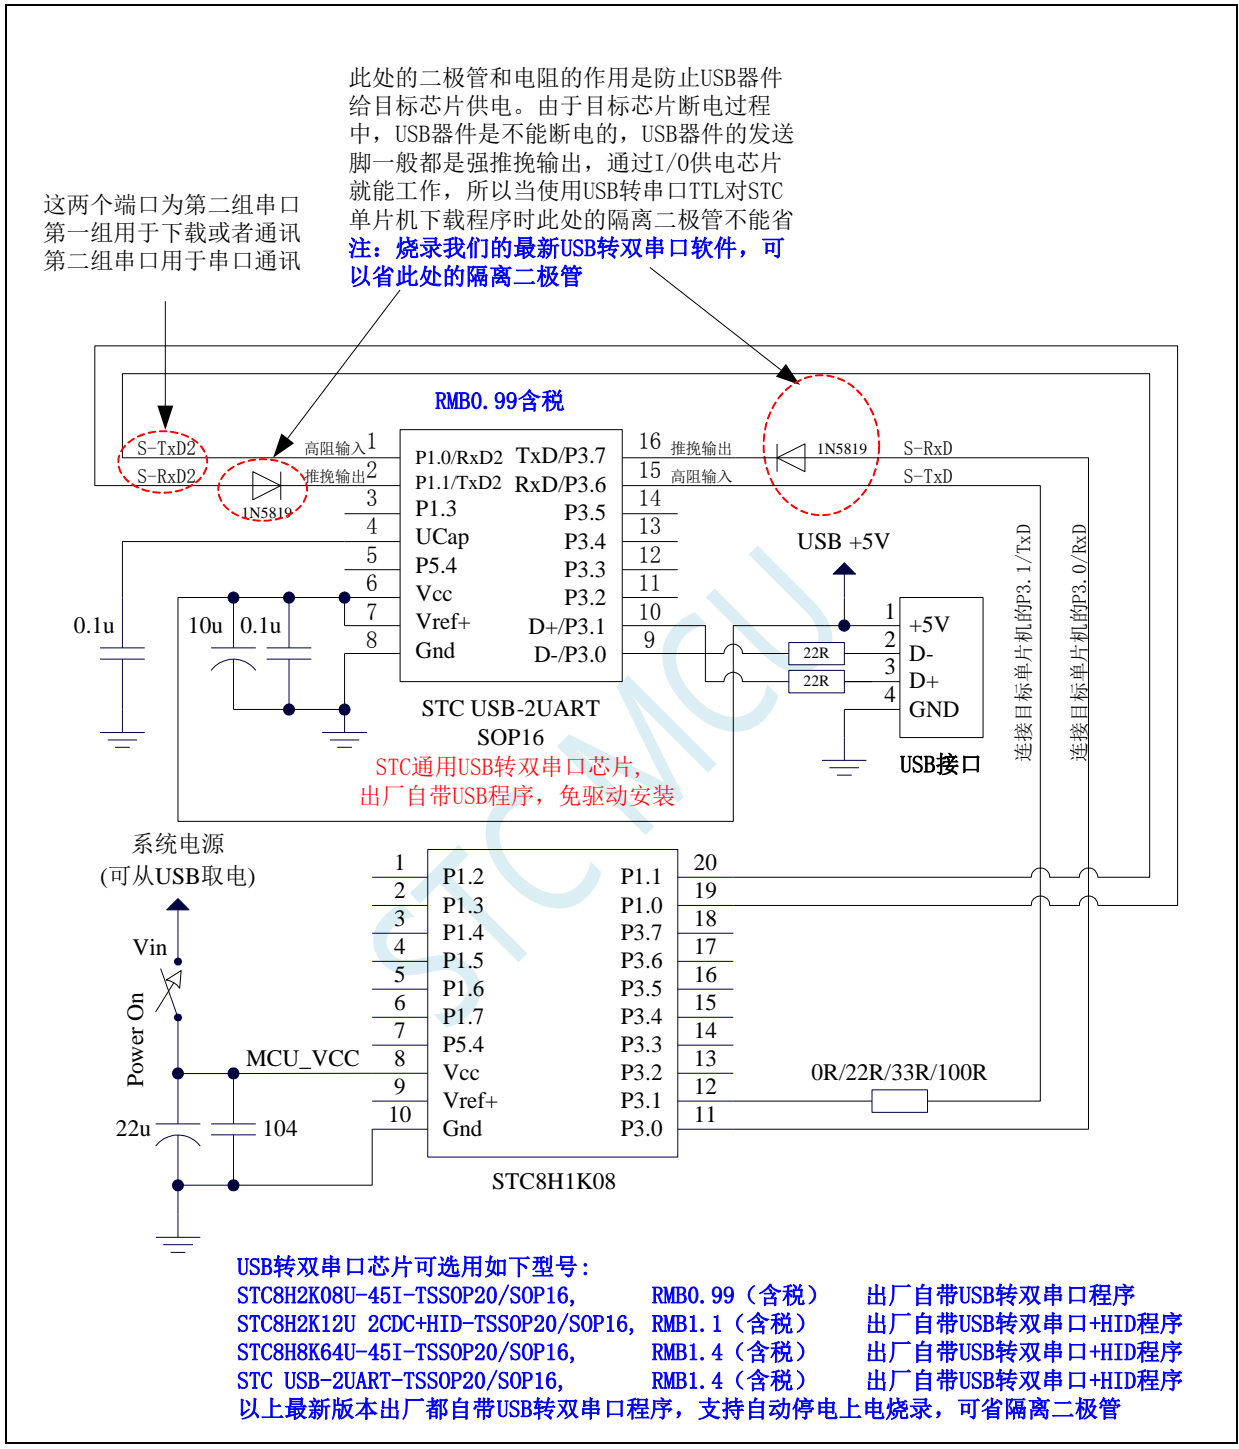 此处的二极管和电阻的作用是防止USB器件
给目标芯片供电。由于目标芯片断电过程
中，USB器件是不能断电的，USB器件的发送
脚一般都是强推挽输出，通过I/O供电芯片
就能工作，所以当使用USB转串口TTL对STC
单片机下载程序时此处的隔离二极管不能省
注：烧录我们的最新USB转双串口软件，可
以省此处的隔离二极管
这两个端口为第二组串口
第一组用于下载或者通讯
第二组串口用于串口通讯
RMB0.99含税
S-TxD2 高阻输入 1 P1.0/RxD2 TxD/P3.7 16 推挽输出 1N5819 S-RxD
S-RxD2 推挽输出 2 P1.1/TxD2 RxD/P3.6 15 高阻输入 S-TxD
1N5819
3 P1.3 P3.5 14
4 UCap P3.4 13
5 P5.4 P3.3 12
6 Vcc P3.2 11
7 Vref+ D+/P3.1 10
8 Gnd D-/P3.0 9
0.1u 10u 0.1u
STC USB-2UART
SOP16
STC通用USB转双串口芯片，
出厂自带USB程序，免驱动安装
USB +5V
1 +5V
22R 2 D-
22R 3 D+
4 GND
USB接口
连接目标单片机的P3.1/TxD
连接目标单片机的P3.0/RxD
STC MCU
系统电源
(可从USB取电)
Vin
Power On
MCU_VCC
22u 104
1 P1.2 P1.1 20
2 P1.3 P1.0 19
3 P1.4 P3.7 18
4 P1.5 P3.6 17
5 P1.6 P3.5 16
6 P1.7 P3.4 15
7 P5.4 P3.3 14
8 Vcc P3.2 13
9 Vref+ P3.1 12
10 Gnd P3.0 11
0R/22R/33R/100R
STC8H1K08
USB转双串口芯片可选用如下型号:
STC8H2K08U-45I-TSSOP20/SOP16, RMB0.99（含税） 出厂自带USB转双串口程序
STC8H2K12U 2CDC+HID-TSSOP20/SOP16, RMB1.1（含税） 出厂自带USB转双串口+HID程序
STC8H8K64U-45I-TSSOP20/SOP16, RMB1.4（含税） 出厂自带USB转双串口+HID程序
STC USB-2UART-TSSOP20/SOP16, RMB1.4（含税） 出厂自带USB转双串口+HID程序
以上最新版本出厂都自带USB转双串口程序，支持自动停电上电烧录，可省隔离二极管